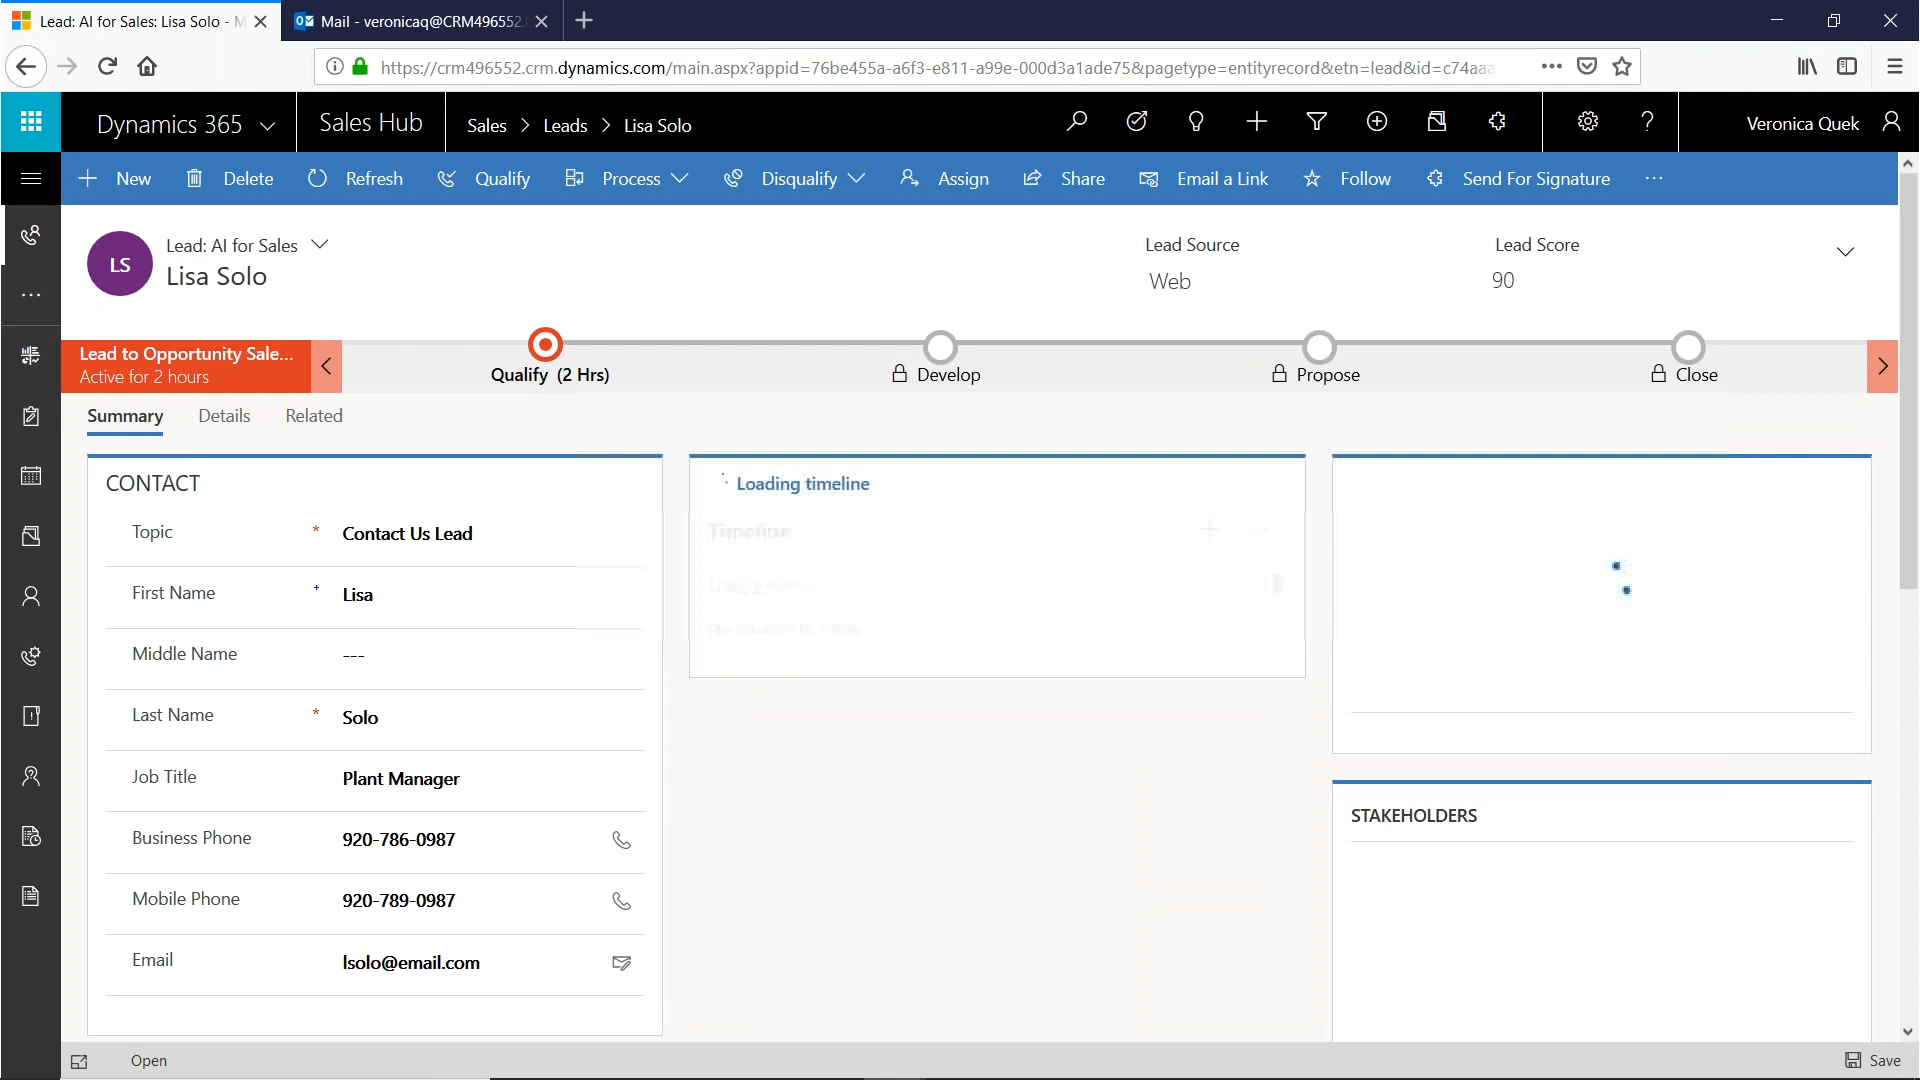 Lead: AI for Sales: Lisa Solo - M
Mail - veronicaq@CRM496552.
https://crm496552.crm.dynamics.com/main.aspx?appid=76be455a-a6f3-e811-a99e-000d3a1ade75&pagetype=entityrecord&etn=lead&id=c74aaa
Dynamics 365
Sales Hub
Sales > Leads > Lisa Solo
Veronica Quek
New
Delete
Refresh
Qualify
Process
Disqualify
Assign
Share
Email a Link
Follow
Send For Signature
LS
Lead: AI for Sales
Lisa Solo
Lead Source
Web
Lead Score
90
Lead to Opportunity Sale...
Active for 2 hours
Qualify (2 Hrs)
Develop
Propose
Close
Summary
Details
Related
CONTACT
Topic * Contact Us Lead
First Name + Lisa
Middle Name ---
Last Name * Solo
Job Title Plant Manager
Business Phone 920-786-0987
Mobile Phone 920-789-0987
Email lsolo@email.com
Loading timeline
Timeline
STAKEHOLDERS
Open
Save